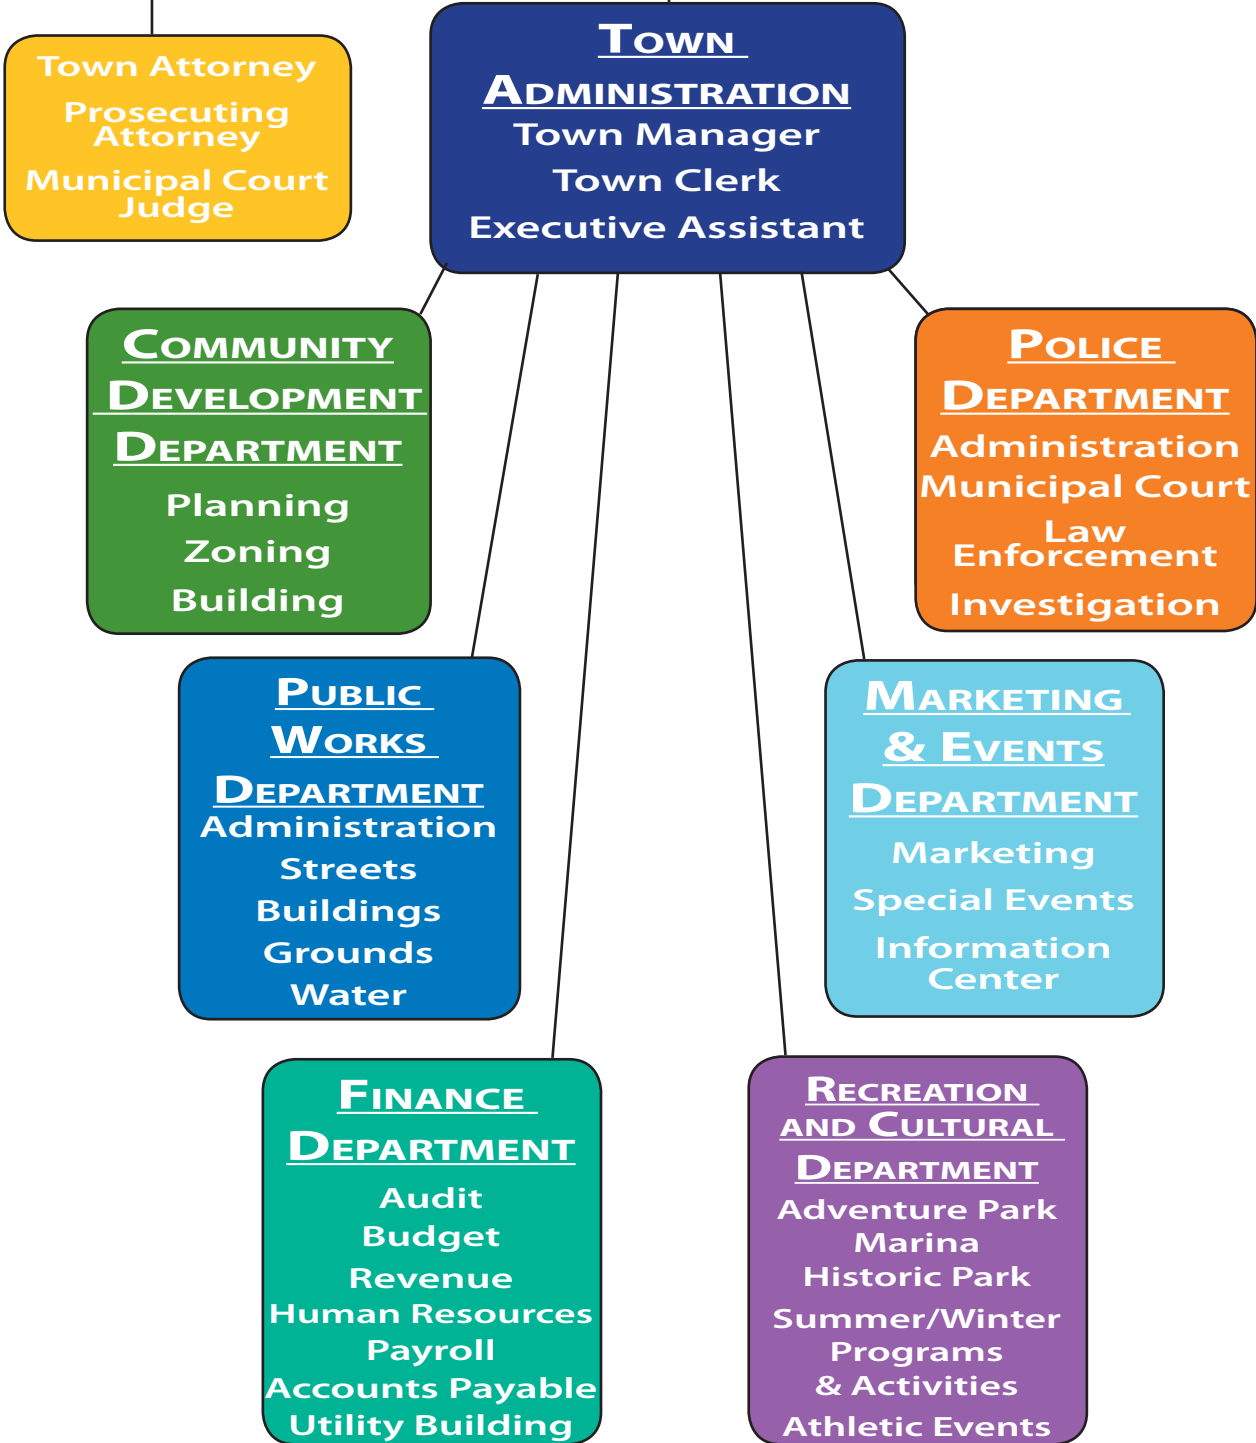 Town Attorney
Prosecuting
Attorney
Municipal Court
Judge
Town
Administration
Town Manager
Town Clerk
Executive Assistant
Community
Development
Department
Planning
Zoning
Building
Police
Department
Administration
Municipal Court
Law
Enforcement
Investigation
Public
Works
Department
Administration
Streets
Buildings
Grounds
Water
Marketing
& Events
Department
Marketing
Special Events
Information
Center
Finance
Department
Audit
Budget
Revenue
Human Resources
Payroll
Accounts Payable
Utility Building
Recreation
and Cultural
Department
Adventure Park
Marina
Historic Park
Summer/Winter
Programs
& Activities
Athletic Events